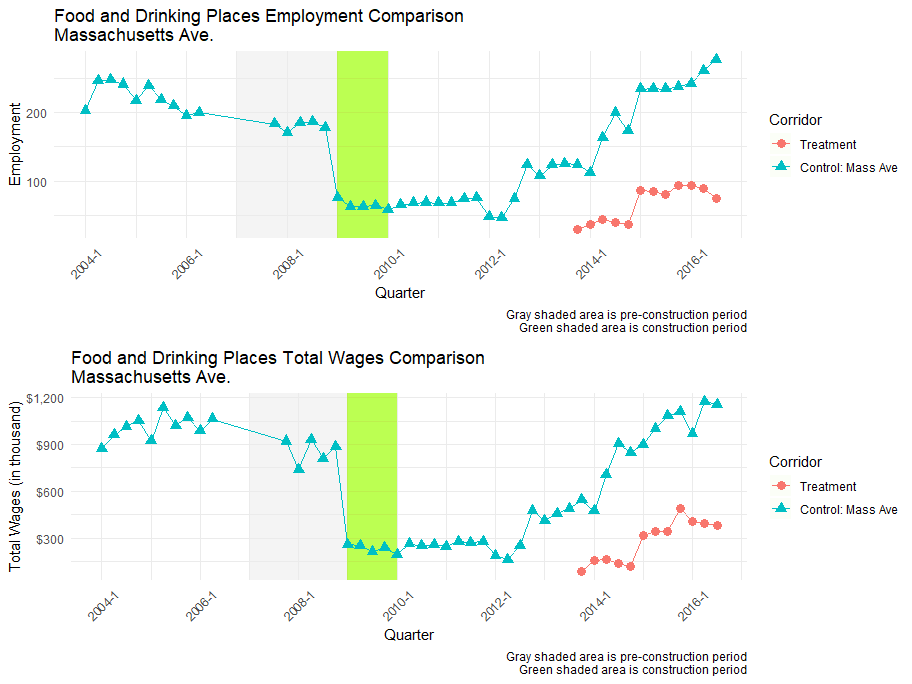 Food and Drinking Places Employment Comparison
Massachusetts Ave.
Employment
200
100
2004-1
2006-1
2008-1
2010-1
2012-1
2014-1
2016-1
Quarter
Corridor
Treatment
Control: Mass Ave
Gray shaded area is pre-construction period
Green shaded area is construction period
Food and Drinking Places Total Wages Comparison
Massachusetts Ave.
Total Wages (in thousand)
$1,200
$900
$600
$300
2004-1
2006-1
2008-1
2010-1
2012-1
2014-1
2016-1
Quarter
Corridor
Treatment
Control: Mass Ave
Gray shaded area is pre-construction period
Green shaded area is construction period